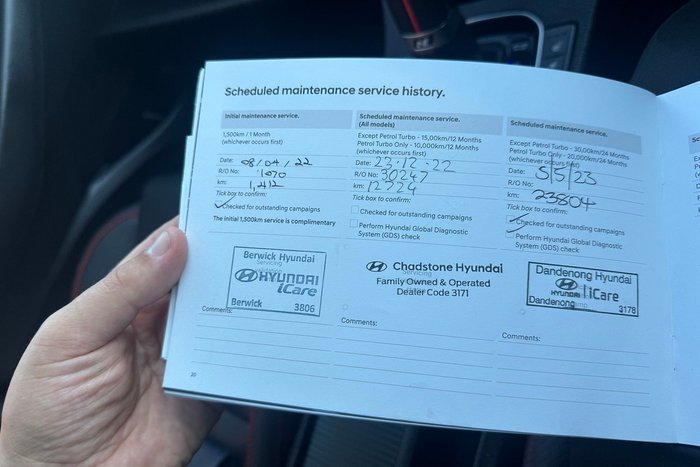 Scheduled maintenance service history.
Initial maintenance service.
1,500km / 1 Month
(whichever occurs first)
Date: 08/04/22
R/O No: 1070
km: 1,412
Tick box to confirm:
Checked for outstanding campaigns
The initial 1,500km service is complimentary
Berwick Hyundai
Servicing
HYUNDAI
iCare
Berwick 3806
Comments:
20
Scheduled maintenance service.
(All models)
Except Petrol Turbo - 15,00km/12 Months
Petrol Turbo Only - 10,000km/12 Months
(whichever occurs first)
Date: 23.12.22
R/O No: 30247
km: 12724
Tick box to confirm:
Checked for outstanding campaigns
Perform Hyundai Global Diagnostic
System (GDS) check
Chadstone Hyundai
Servicing
Family Owned & Operated
Dealer Code 3171
Comments:
Scheduled maintenance service.
Except Petrol Turbo - 30,00km/24 Months
Petrol Turbo Only - 20,000km/24 Months
(whichever occurs first)
Date: 5/5/23
R/O No:
km: 23804
Tick box to confirm:
Checked for outstanding campaigns
Perform Hyundai Global Diagnostic
System (GDS) check
Dandenong Hyundai
HYUNDAI iCare
Dandenong 3178
Comments: